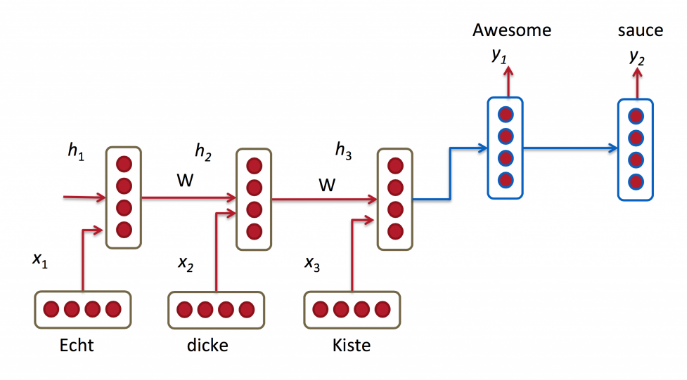 Awesome sauce
y1 y2
h1 h2 h3
W W
x1 x2 x3
Echt dicke Kiste